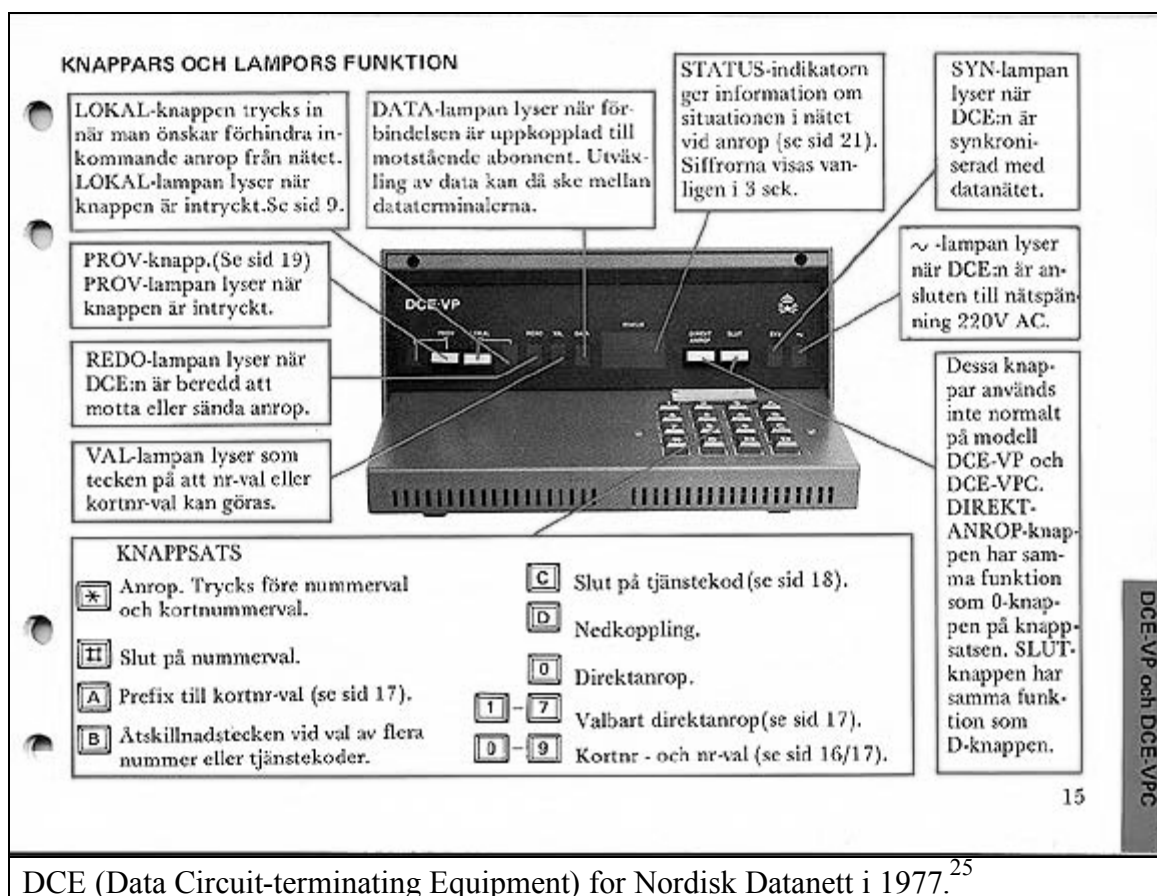 KNAPPARS OCH LAMPORS FUNKTION
LOKAL-knappen trycks in
när man önskar förhindra in-
kommande anrop från nätet.
LOKAL-lampan lyser när
knappen är intryckt.Se sid 9.
DATA-lampan lyser när för-
bindelsen är uppkopplad till
motstående abonnent. Utväx-
ling av data kan då ske mellan
dataterminalerna.
STATUS-indikatorn
ger information om
situationen i nätet
vid anrop (se sid 21).
Siffrorna visas van-
ligen i 3 sek.
SYN-lampan
lyser när
DCE:n är
synkroni-
serad med
datanätet.
PROV-knapp.(Se sid 19)
PROV-lampan lyser när
knappen är intryckt.
∿ -lampan lyser
när DCE:n är an-
sluten till nätspän-
ning 220V AC.
REDO-lampan lyser när
DCE:n är beredd att
motta eller sända anrop.
VAL-lampan lyser som
tecken på att nr-val eller
kortnr-val kan göras.
DCE-VP
PROV LOKAL REDO VAL DATA STATUS DIREKT ANROP SLUT SYN
Dessa knap-
par används
inte normalt
på modell
DCE-VP och
DCE-VPC.
DIREKT-
ANROP-knap-
pen har sam-
ma funktion
som 0-knap-
pen på knapp-
satsen. SLUT-
knappen har
samma funk-
tion som
D-knappen.
KNAPPSATS
* Anrop. Trycks före nummerval
och kortnummerval.
# Slut på nummerval.
A Prefix till kortnr-val (se sid 17).
B Åtskillnadstecken vid val av flera
nummer eller tjänstekoder.
C Slut på tjänstekod (se sid 18).
D Nedkoppling.
0 Direktanrop.
1 - 7 Valbart direktanrop(se sid 17).
0 - 9 Kortnr - och nr-val (se sid 16/17).
15
DCE-VP och DCE-VPC
DCE (Data Circuit-terminating Equipment) for Nordisk Datanett i 1977.25